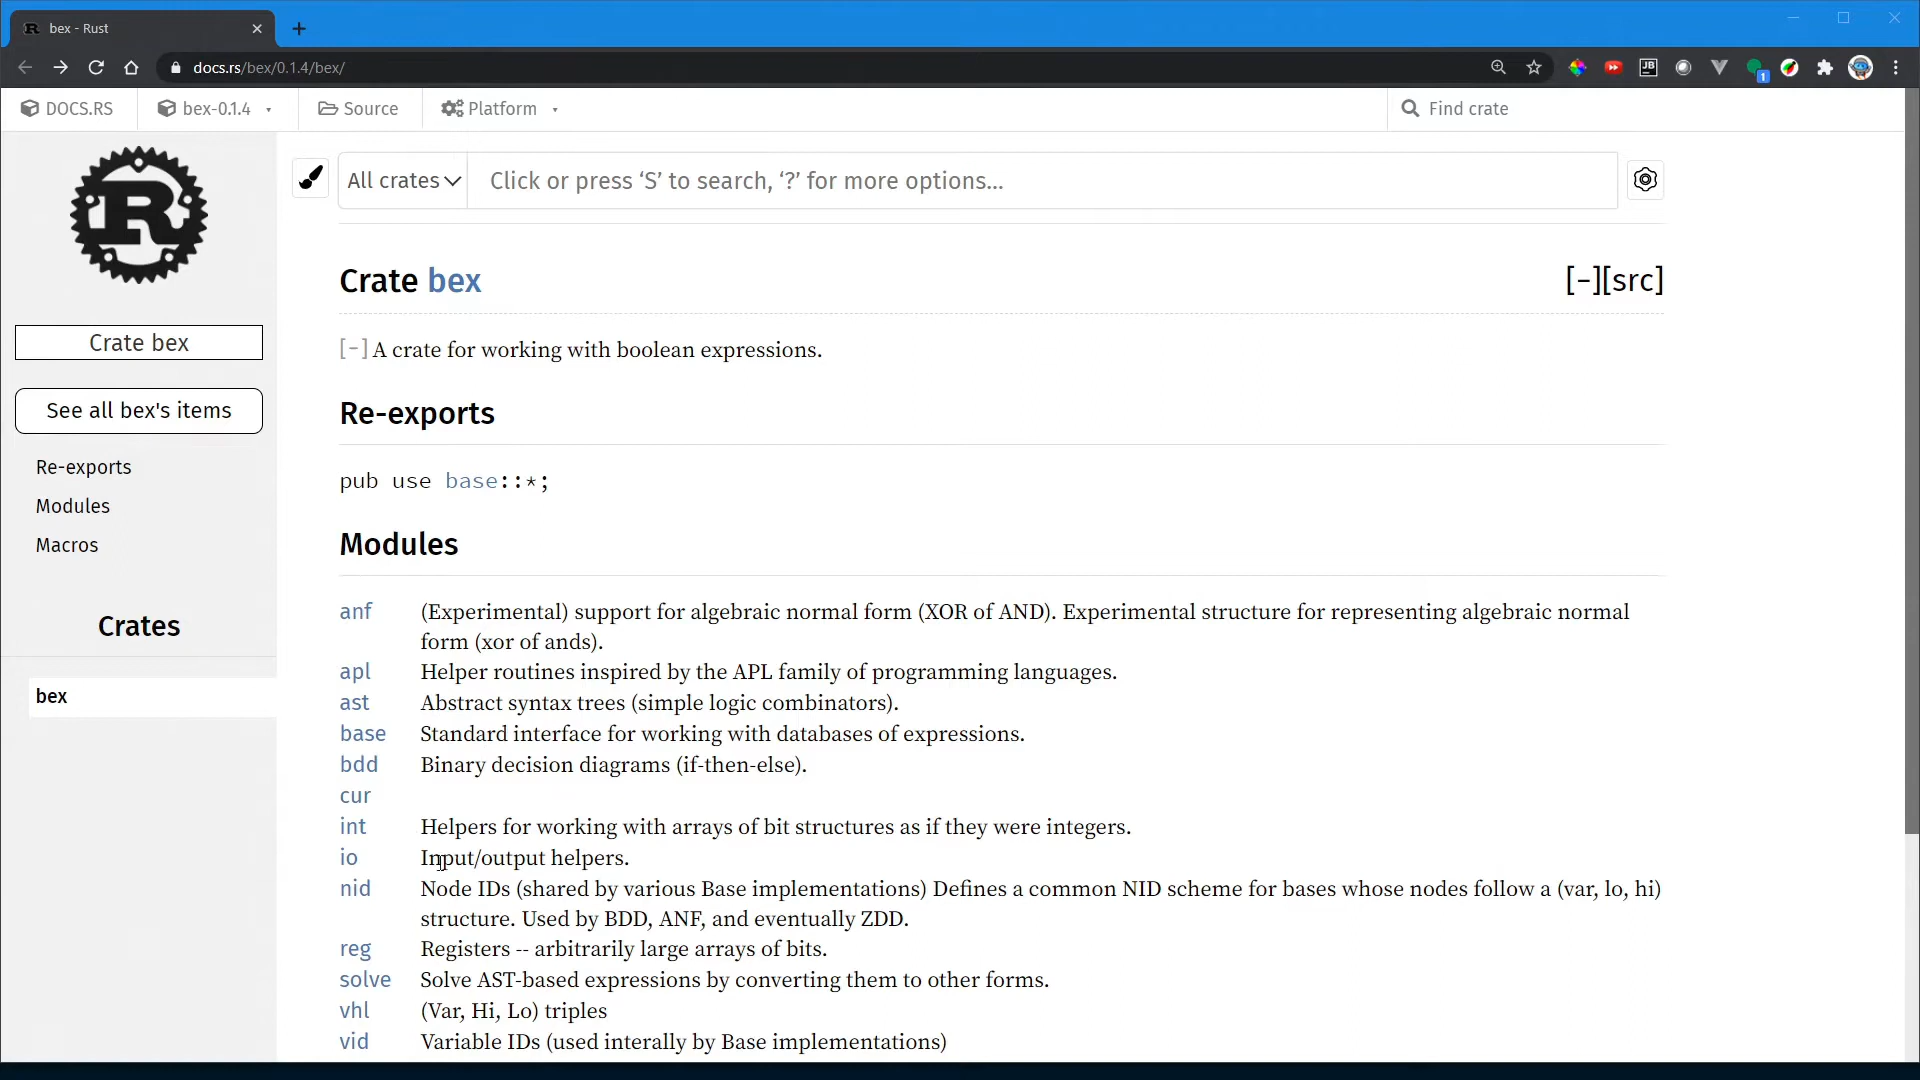 bex - Rust
docs.rs/bex/0.1.4/bex/
JB
1
DOCS.RS
bex-0.1.4
Source
Platform
Find crate
All crates
Click or press ‘S’ to search, ‘?’ for more options...
Crate bex
See all bex's items
Re-exports
Modules
Macros
Crates
bex
Crate bex
[-][src]
[-] A crate for working with boolean expressions.
Re-exports
pub use base::*;
Modules
anf (Experimental) support for algebraic normal form (XOR of AND). Experimental structure for representing algebraic normal
form (xor of ands).
apl Helper routines inspired by the APL family of programming languages.
ast Abstract syntax trees (simple logic combinators).
base Standard interface for working with databases of expressions.
bdd Binary decision diagrams (if-then-else).
cur
int Helpers for working with arrays of bit structures as if they were integers.
io Input/output helpers.
nid Node IDs (shared by various Base implementations) Defines a common NID scheme for bases whose nodes follow a (var, lo, hi)
structure. Used by BDD, ANF, and eventually ZDD.
reg Registers -- arbitrarily large arrays of bits.
solve Solve AST-based expressions by converting them to other forms.
vhl (Var, Hi, Lo) triples
vid Variable IDs (used interally by Base implementations)